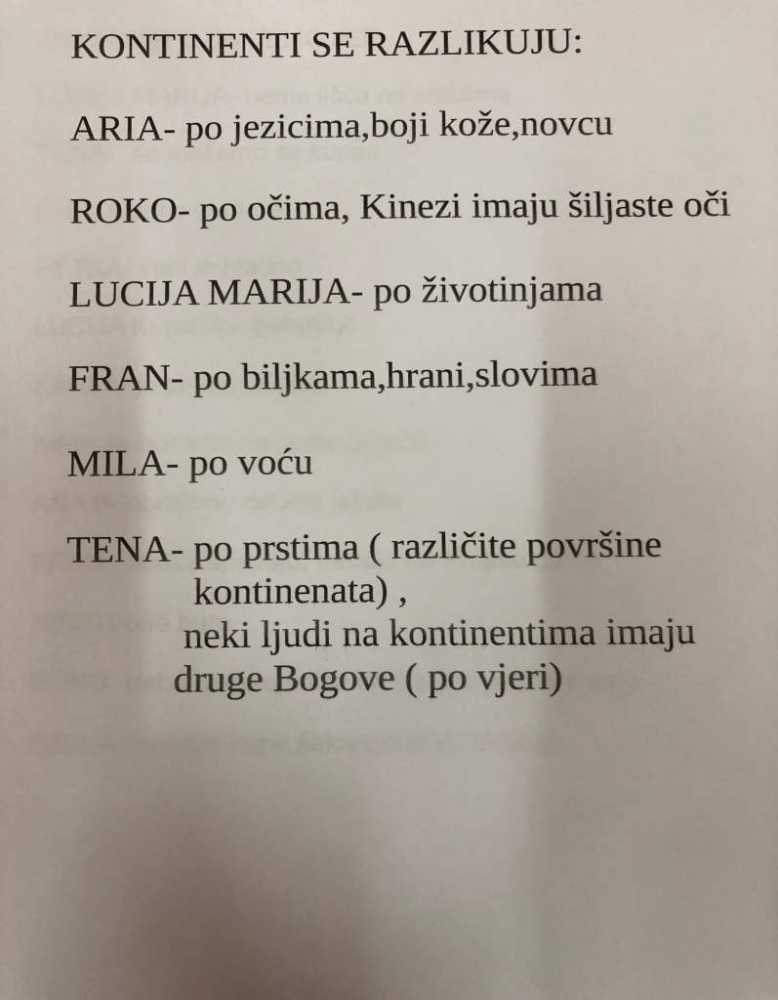 KONTINENTI SE RAZLIKUJU:
ARIA- po jezicima,boji kože,novcu
ROKO- po očima, Kinezi imaju šiljaste oči
LUCIJA MARIJA- po životinjama
FRAN- po biljkama,hrani,slovima
MILA- po voću
TENA- po prstima ( različite površine
kontinenata) ,
neki ljudi na kontinentima imaju
druge Bogove ( po vjeri)